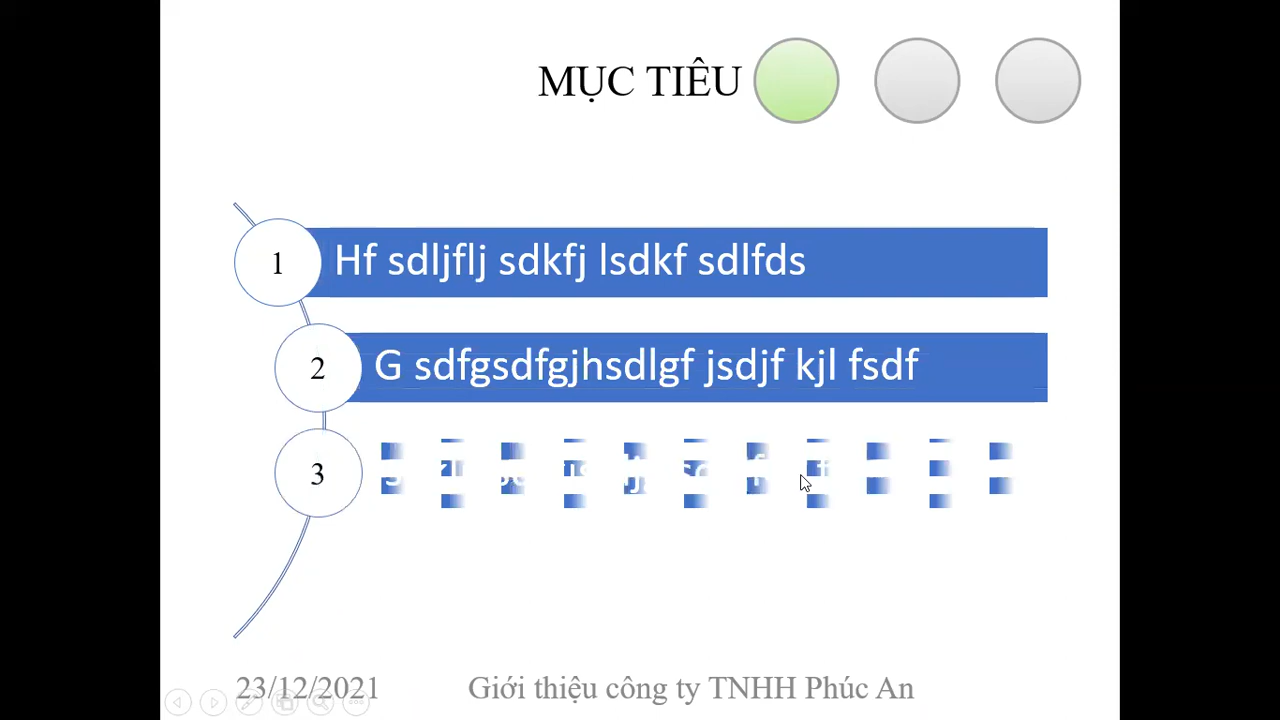 MỤC TIÊU
1
Hf sdljflj sdkfj lsdkf sdlfds
2
G sdfgsdfgjhsdlgf jsdjf kjl fsdf
3
23/12/2021
Giới thiệu công ty TNHH Phúc An